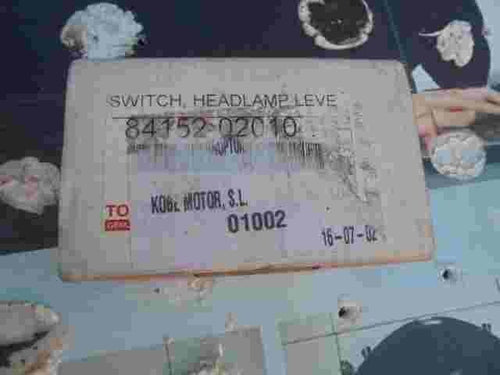 SWITCH, HEADLAMP LEVE
84152-02010
KOBE MOTOR, S.L.
TO
01002
16-07-02